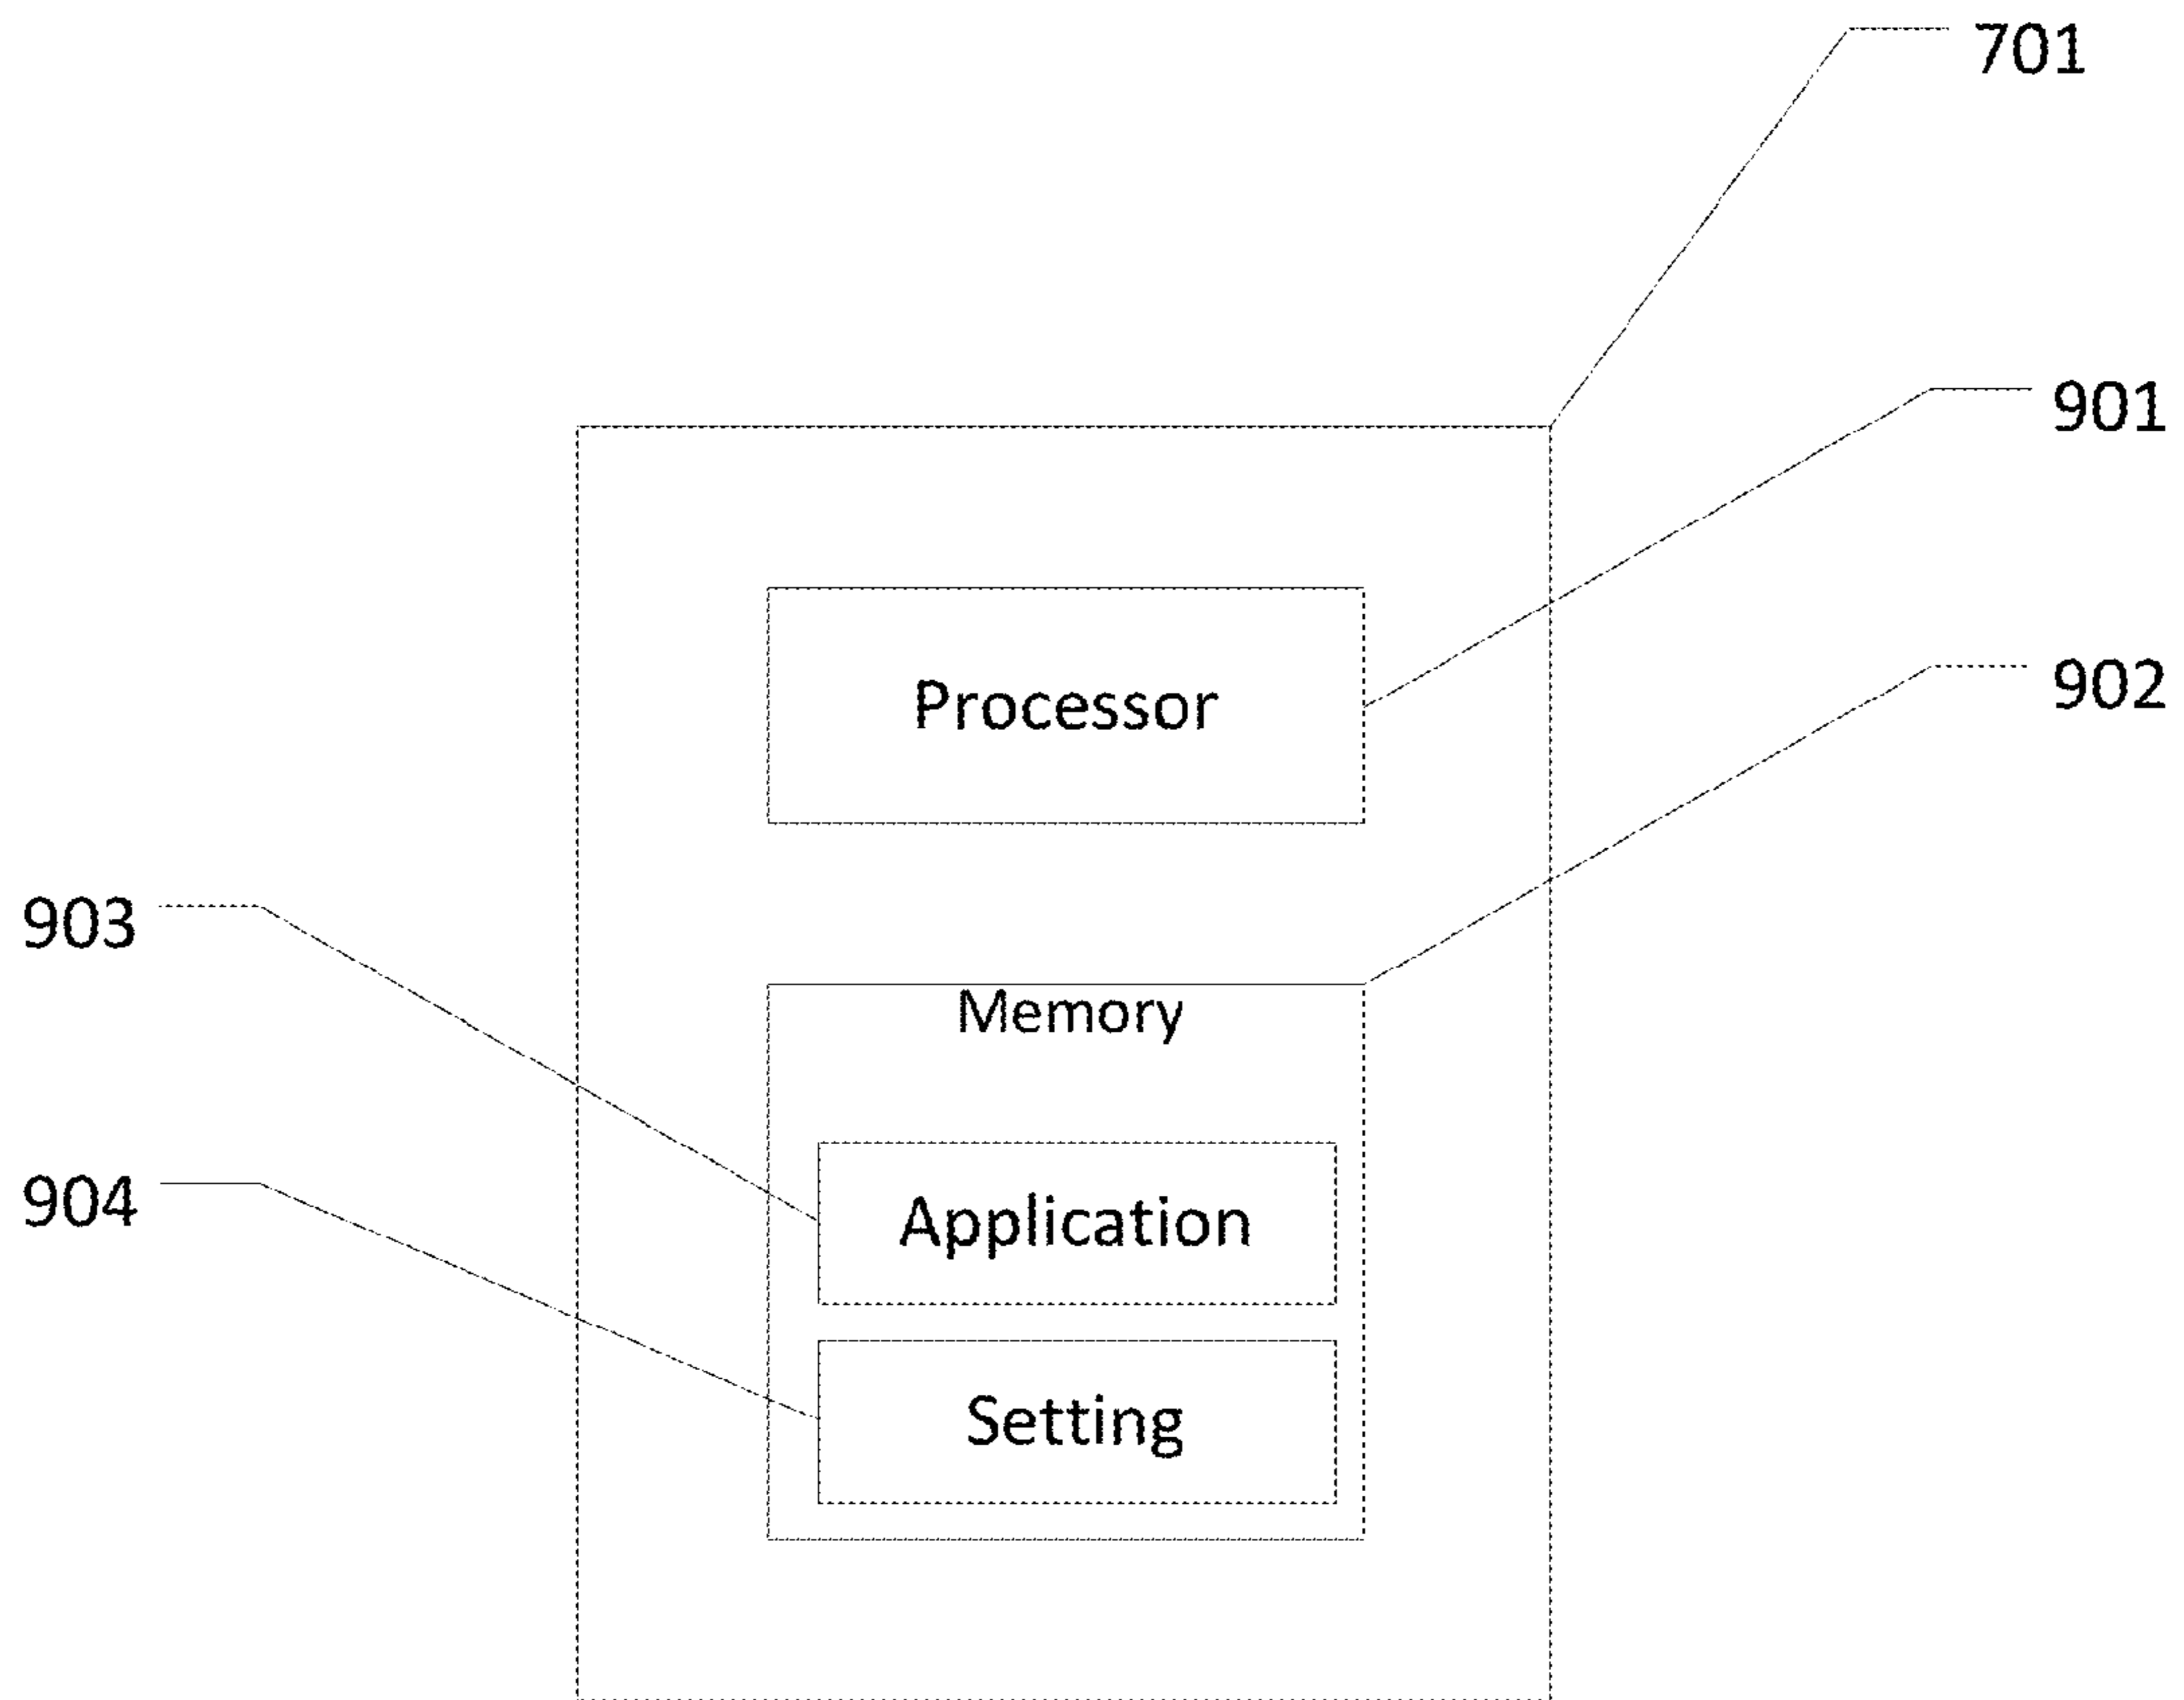 701
901
Processor
902
903
Memory
904
Application
Setting